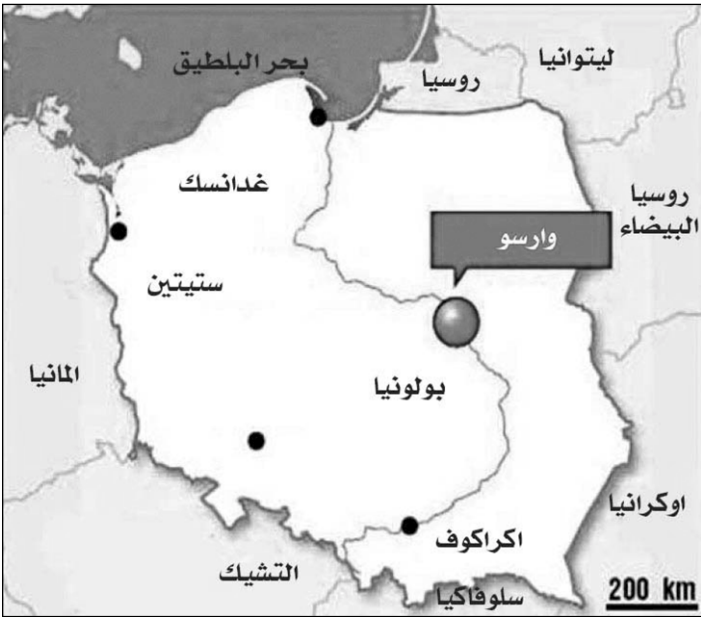 بحر البلطيق
ليتوانيا
روسيا
غدانسك
روسيا
البيضاء
وارسو
ستيتين
المانيا
بولونيا
اوكرانيا
اكراكوف
التشيك
سلوفاكيا
200 km